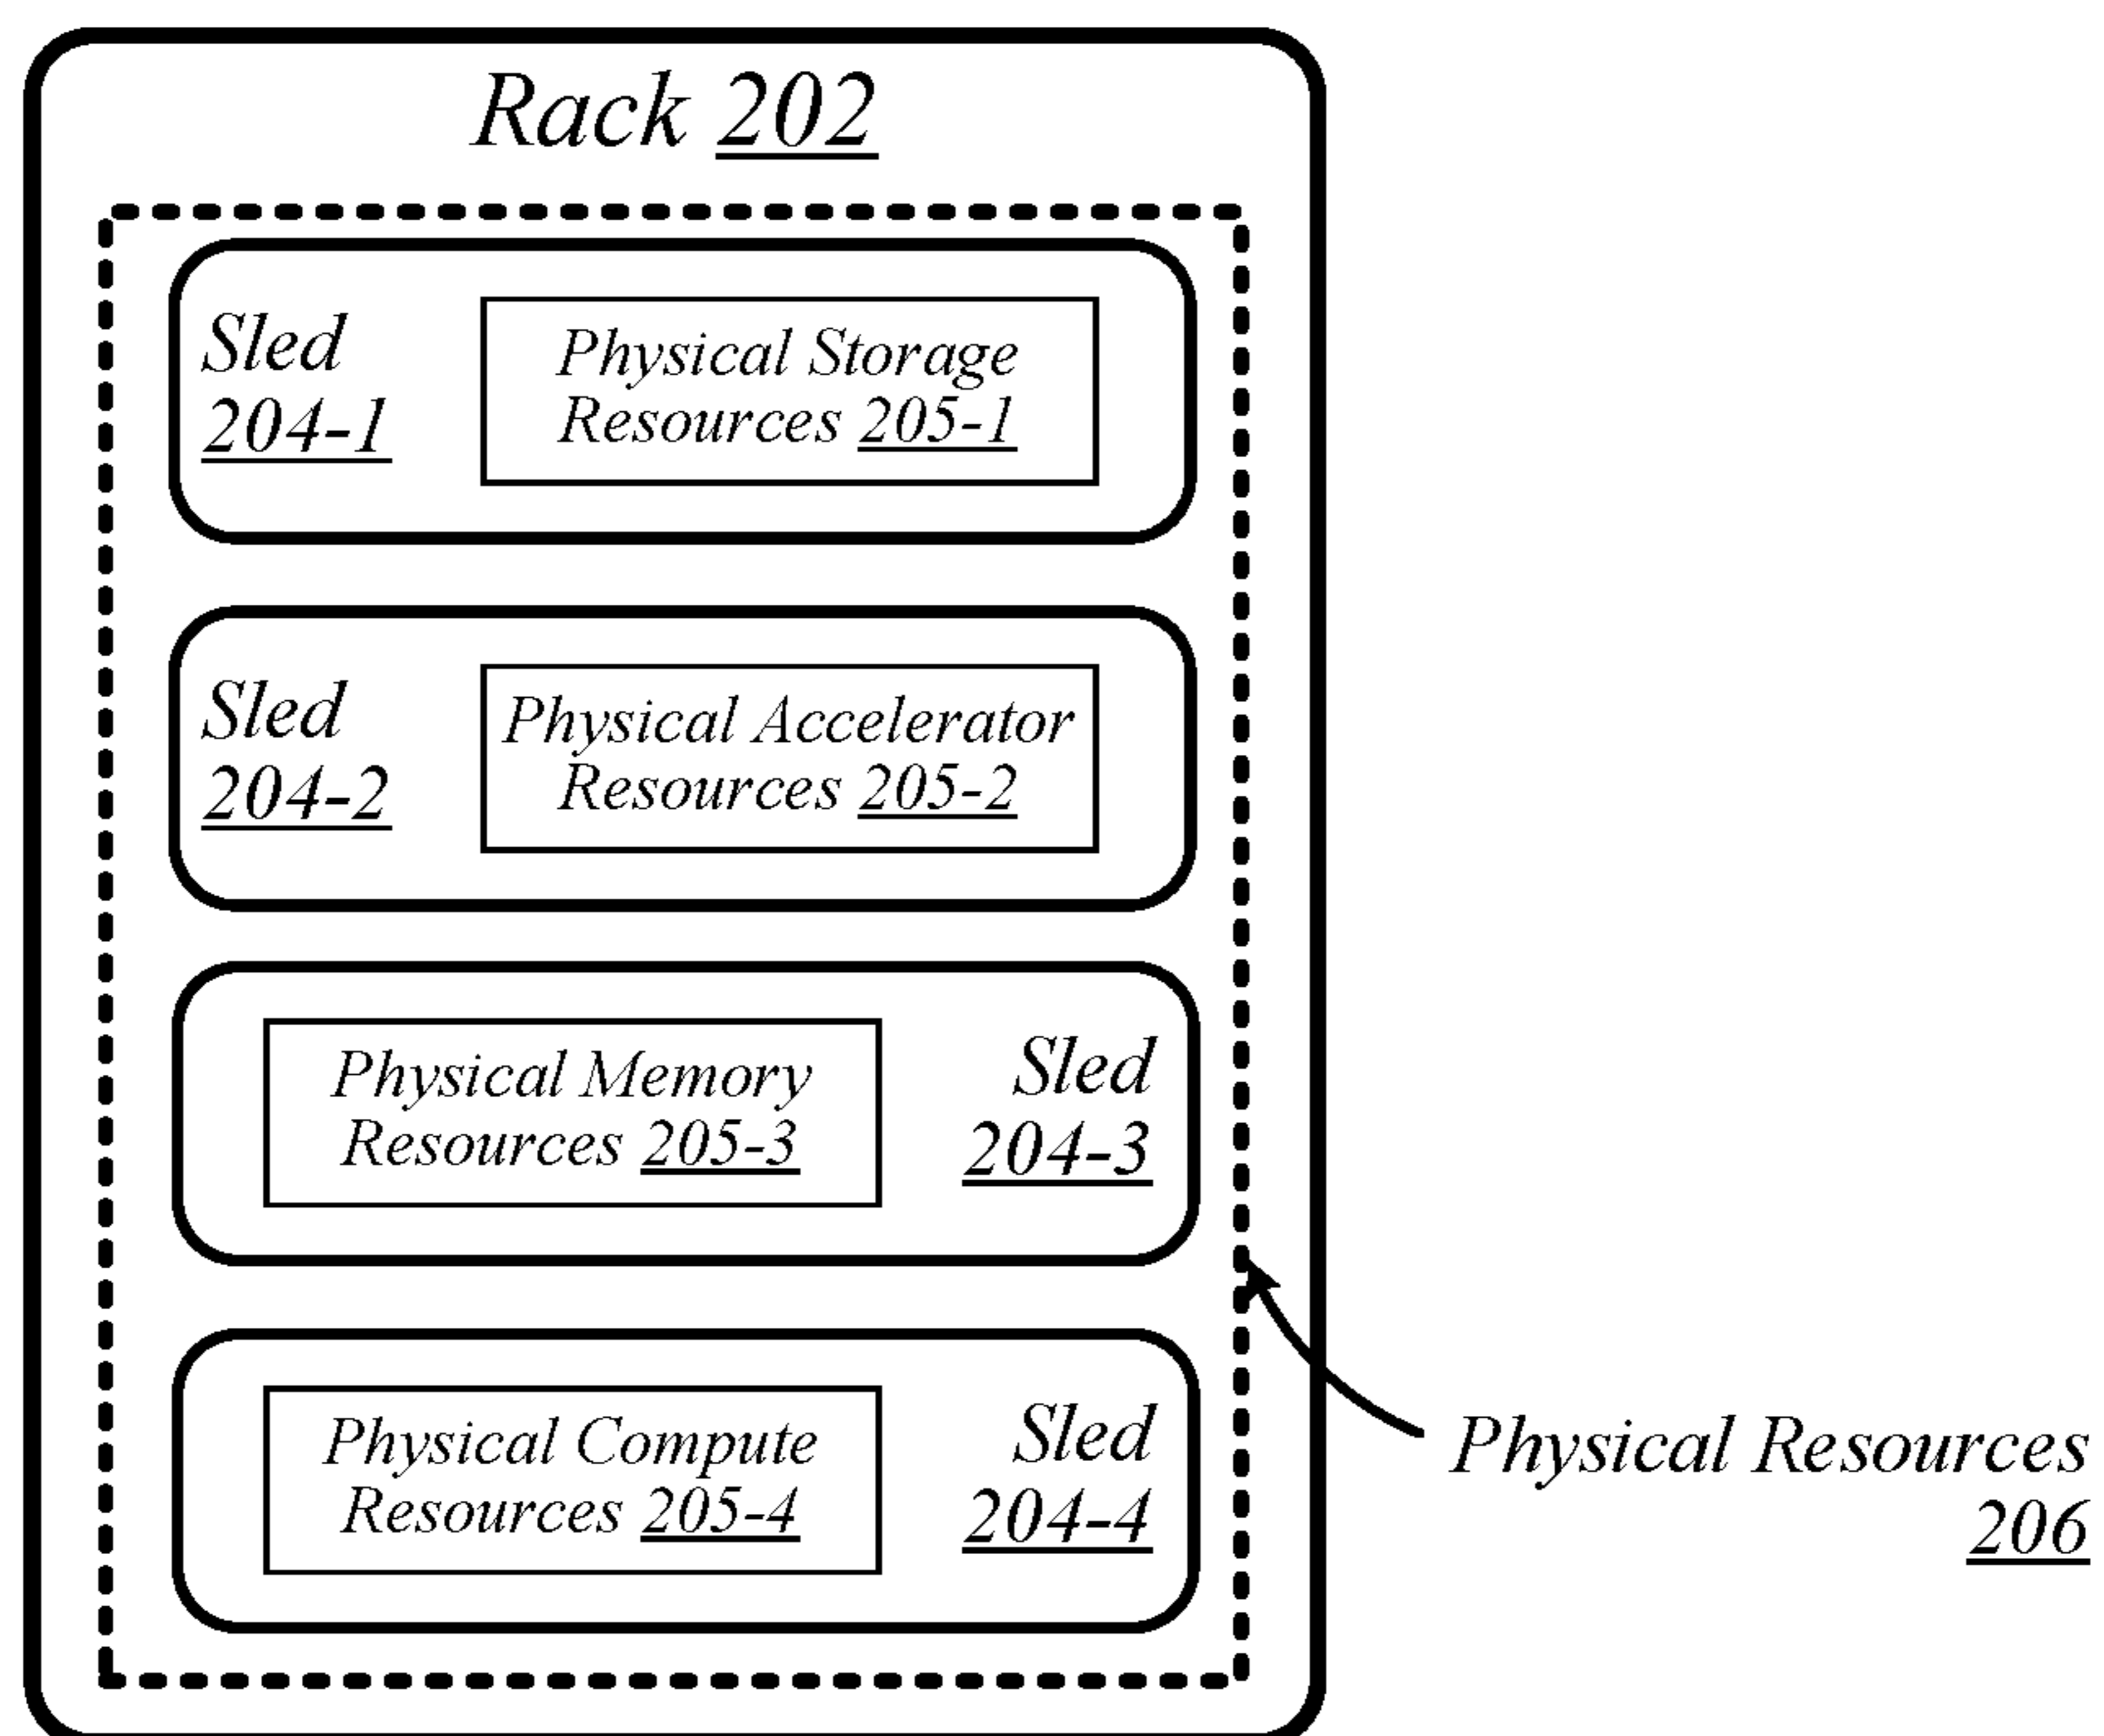 Rack 202
Sled
204-1
Physical Storage
Resources 205-1
Sled
204-2
Physical Accelerator
Resources 205-2
Physical Memory
Resources 205-3
Sled
204-3
Physical Compute
Resources 205-4
Sled
204-4
Physical Resources
206